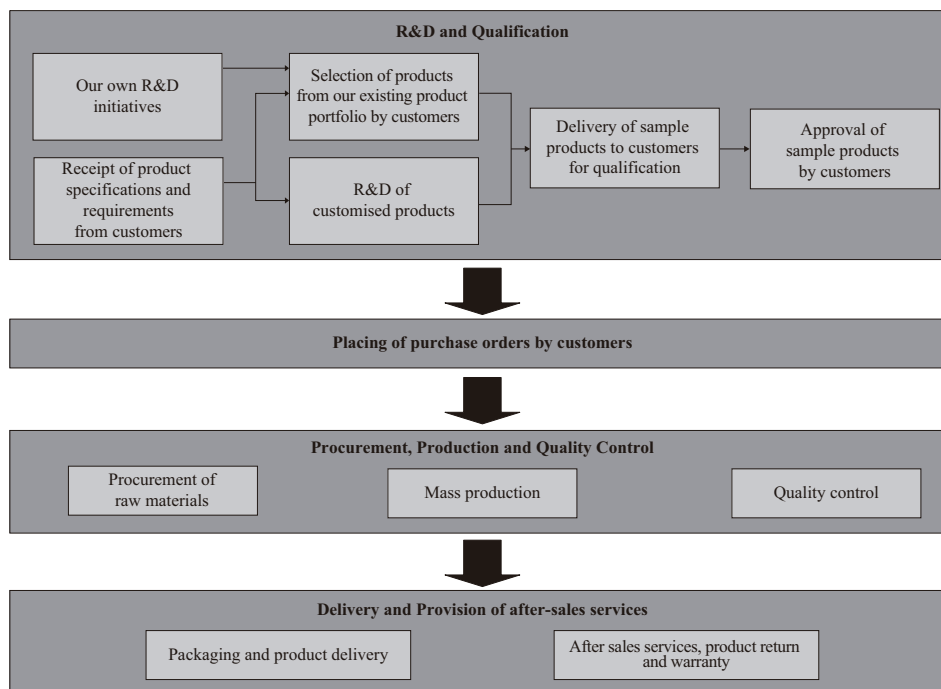 R&D and Qualification
Our own R&D
initiatives
Selection of products
from our existing product
portfolio by customers
Delivery of sample
products to customers
for qualification
Approval of
sample products
by customers
Receipt of product
specifications and
requirements
from customers
R&D of
customised products
Placing of purchase orders by customers
Procurement, Production and Quality Control
Procurement of
raw materials
Mass production
Quality control
Delivery and Provision of after-sales services
Packaging and product delivery
After sales services, product return
and warranty